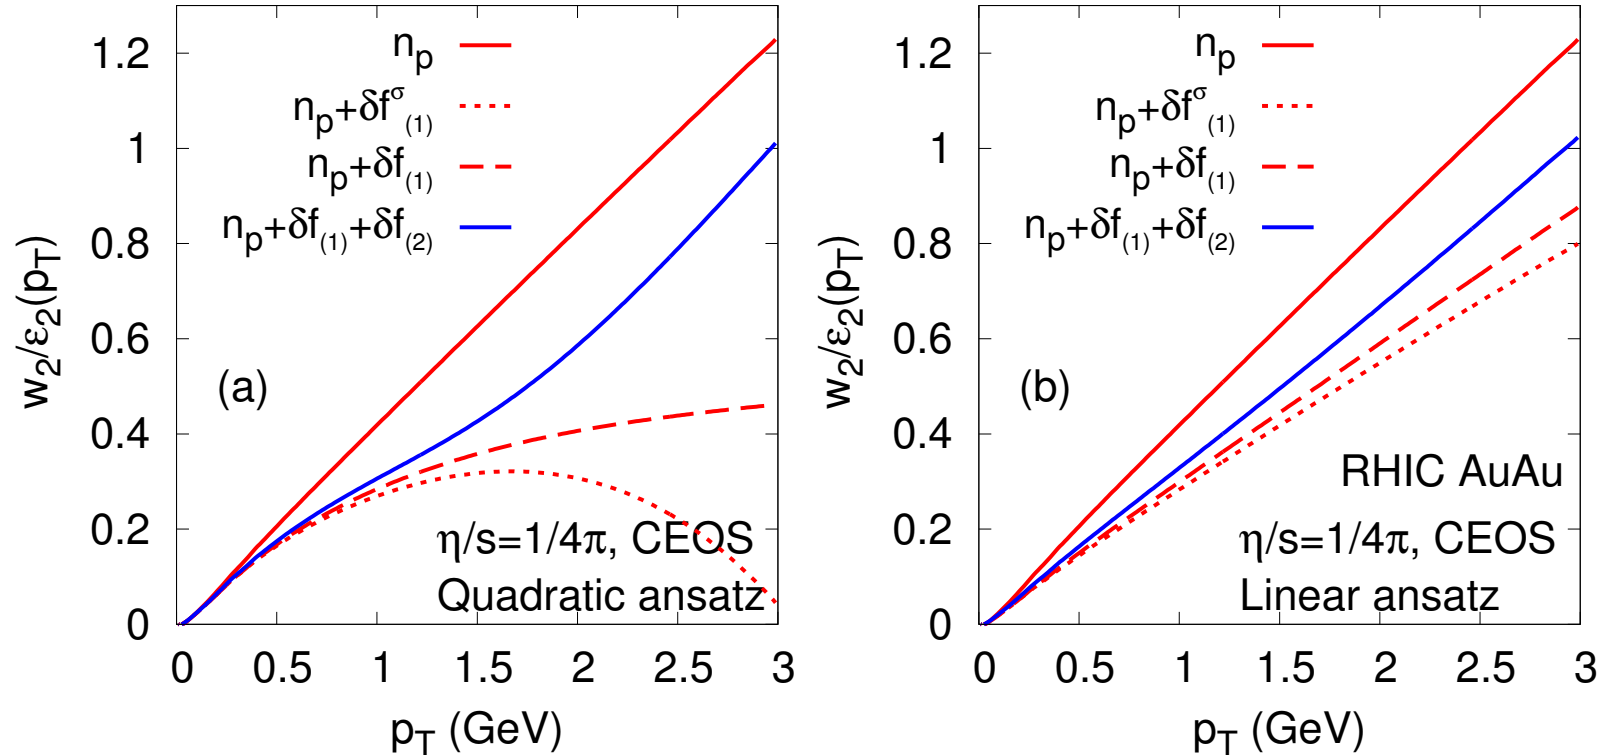 w2/ε2(pT)
1.2
1
0.8
0.6
0.4
0.2
0
np
np+δfσ(1)
np+δf(1)
np+δf(1)+δf(2)
(a)
η/s=1/4π, CEOS
Quadratic ansatz
0 0.5 1 1.5 2 2.5 3
pT (GeV)
w2/ε2(pT)
1.2
1
0.8
0.6
0.4
0.2
0
np
np+δfσ(1)
np+δf(1)
np+δf(1)+δf(2)
(b)
RHIC AuAu
η/s=1/4π, CEOS
Linear ansatz
0 0.5 1 1.5 2 2.5 3
pT (GeV)